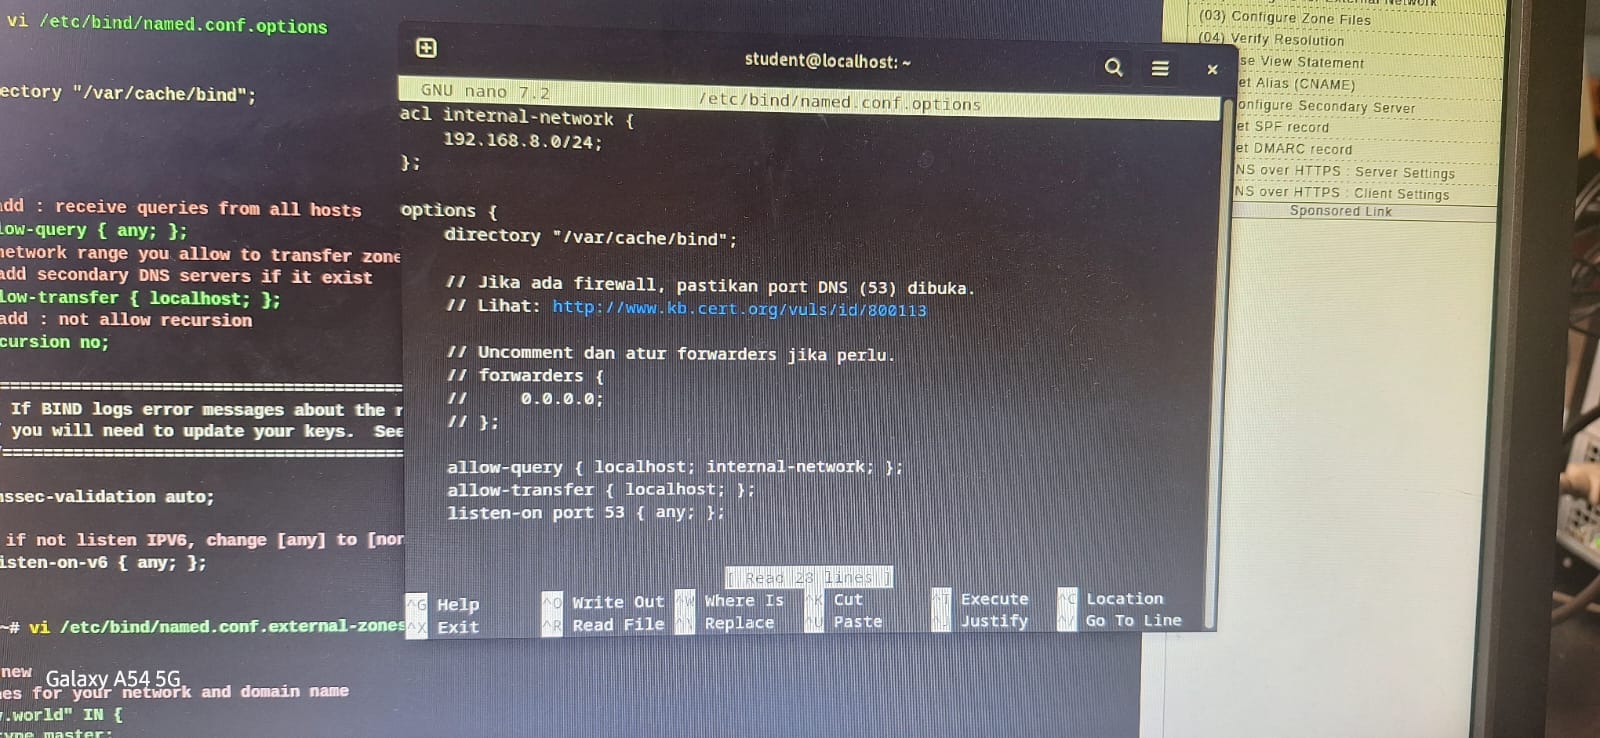 vi /etc/bind/named.conf.options
ectory "/var/cache/bind";
add : receive queries from all hosts
low-query { any; };
network range you allow to transfer zone
add secondary DNS servers if it exist
low-transfer { localhost; };
add : not allow recursion
cursion no;
If BIND logs error messages about the r
you will need to update your keys. See
ssec-validation auto;
if not listen IPV6, change [any] to [non
isten-on-v6 { any; };
~# vi /etc/bind/named.conf.external-zones
new
es for your network and domain name
.world" IN {
type master;
student@localhost: ~
GNU nano 7.2 /etc/bind/named.conf.options
acl internal-network {
192.168.8.0/24;
};
options {
directory "/var/cache/bind";
// Jika ada firewall, pastikan port DNS (53) dibuka.
// Lihat: http://www.kb.cert.org/vuls/id/800113
// Uncomment dan atur forwarders jika perlu.
// forwarders {
// 0.0.0.0;
// };
allow-query { localhost; internal-network; };
allow-transfer { localhost; };
listen-on port 53 { any; };
[ Read 28 lines ]
^G Help ^O Write Out ^W Where Is ^K Cut ^T Execute ^C Location
^X Exit ^R Read File ^\ Replace ^U Paste ^J Justify ^/ Go To Line
(03) Configure Zone Files
(04) Verify Resolution
se View Statement
et Alias (CNAME)
onfigure Secondary Server
et SPF record
et DMARC record
NS over HTTPS : Server Settings
NS over HTTPS : Client Settings
Sponsored Link
Galaxy A54 5G